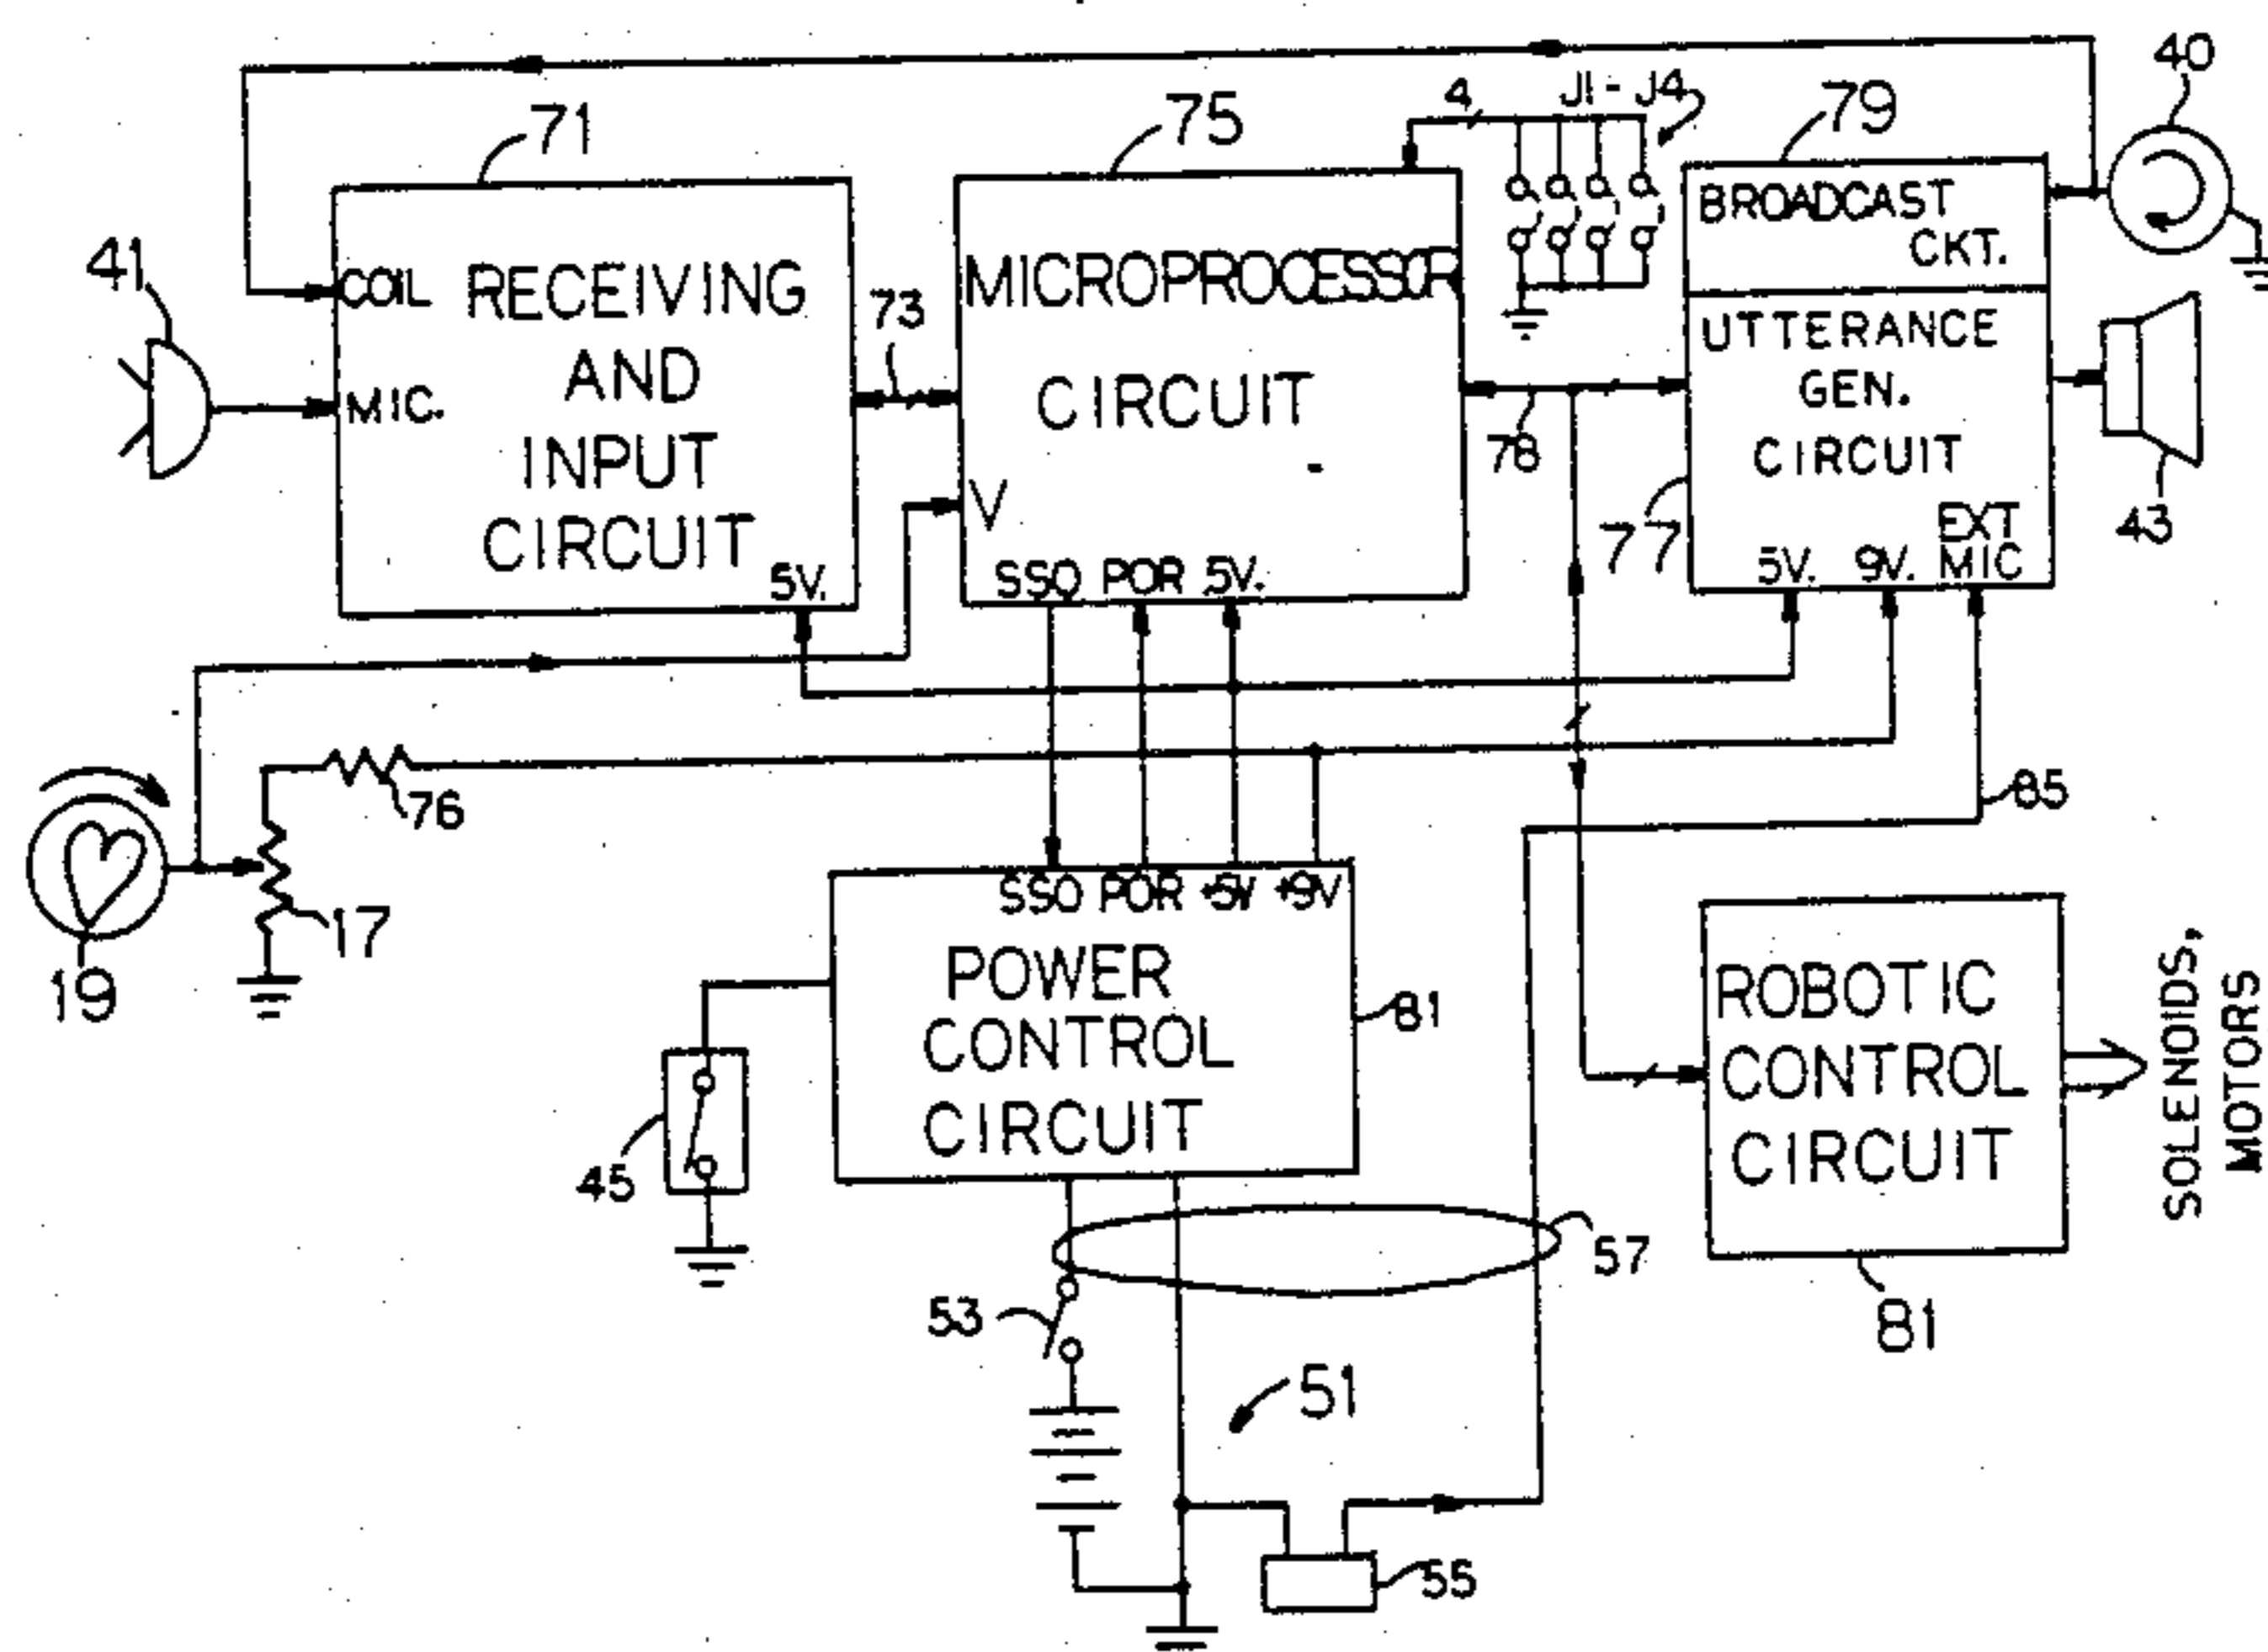 40
4
J1 - J4
71
75
79
BROADCAST
CKT.
41
COIL
RECEIVING
AND
INPUT
CIRCUIT
MIC.
5V.
73
MICROPROCESSOR
CIRCUIT
V
SSO POR 5V.
78
UTTERANCE
GEN.
CIRCUIT
77
5V. 9V. EXT
MIC
43
76
85
17
19
SSO POR +5V +9V
POWER
CONTROL
CIRCUIT
81
45
ROBOTIC
CONTROL
CIRCUIT
81
SOLENOIDS,
MOTORS
57
53
51
55